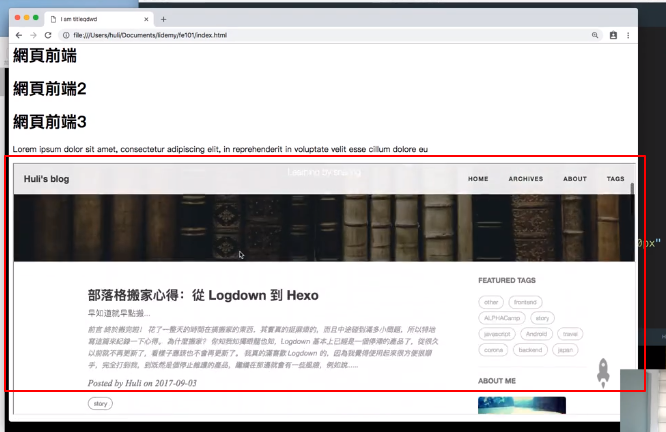 I am titleqdwd
file:///Users/huli/Documents/lidemy/fe101/index.html
網頁前端
網頁前端2
網頁前端3
Lorem ipsum dolor sit amet, consectetur adipiscing elit, in reprehenderit in voluptate velit esse cillum dolore eu
Huli's blog
Learning by sharing
HOME ARCHIVES ABOUT TAGS
0px"
部落格搬家心得：從 Logdown 到 Hexo
早知道就早點搬...
前言 終於搬完啦！ 花了一整天的時間在搬搬家的東西，其實真的挺麻煩的，而且中途碰到滿多小問題，所以特地
寫這篇來紀錄一下心得。 為什麼搬家？ 你知我知獨眼龍也知，Logdown 基本上已經是一個停滯的產品了，從很久
以前就不再更新了，看樣子應該也不會再更新了。 我真的滿喜歡 Logdown 的，因為我覺得使用起來很方便很順
手，完全打到我，但既然是個停止維護的產品，繼續在那邊就會有一些風險，例如說......
Posted by Huli on 2017-09-03
story
FEATURED TAGS
other frontend
ALPHACamp story
javascript Android travel
corona backend japan
ABOUT ME